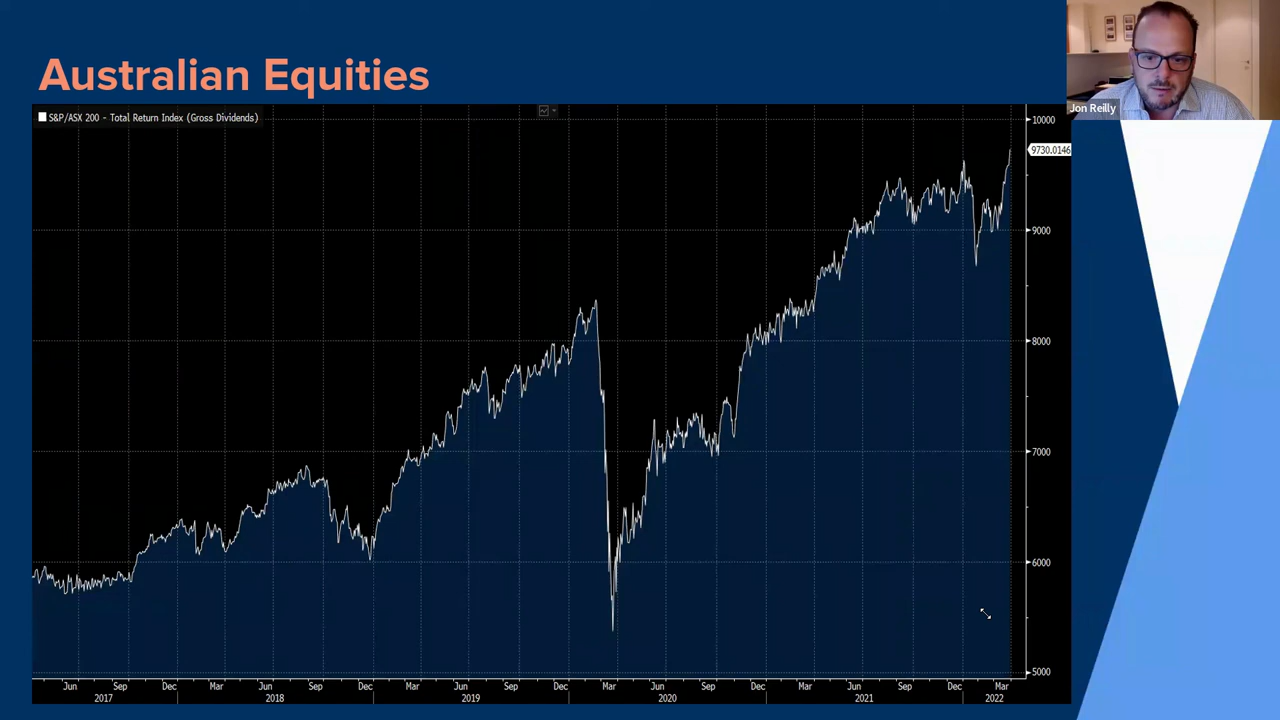 Australian Equities
Jon Reilly
S&P/ASX 200 - Total Return Index (Gross Dividends)
10000
9730.0146
9000
8000
7000
6000
5000
Jun Sep Dec Mar Jun Sep Dec Mar Jun Sep Dec Mar Jun Sep Dec Mar Jun Sep Dec Mar
2017 2018 2019 2020 2021 2022